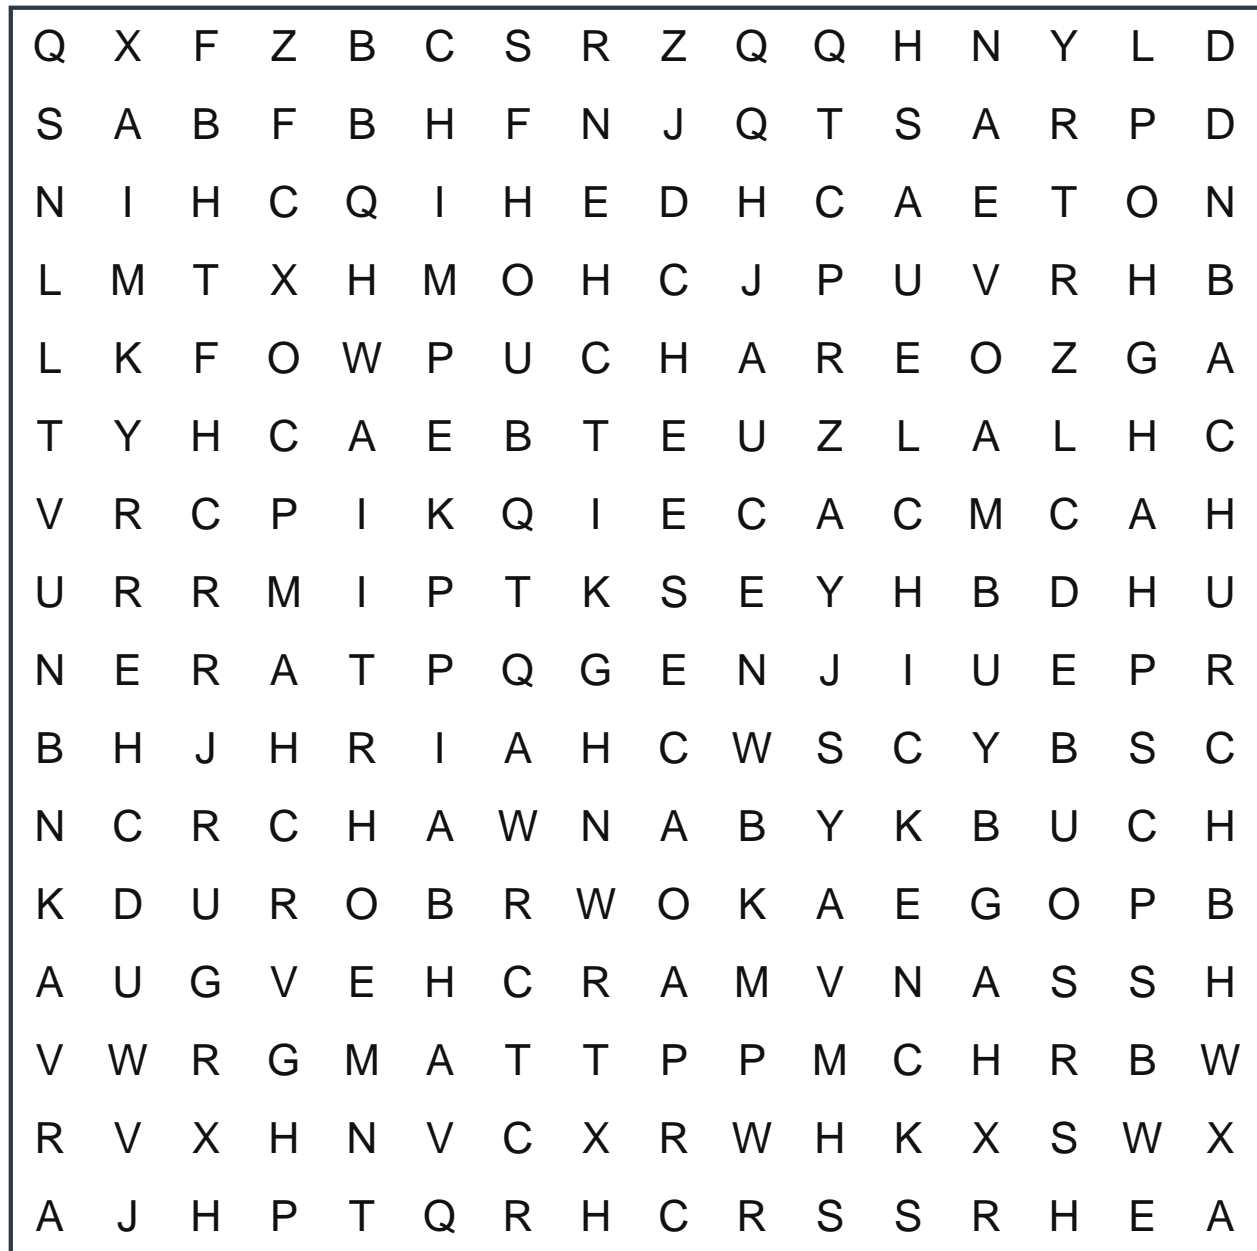 Q X F Z B C S R Z Q Q H N Y L D
S A B F B H F N J Q T S A R P D
N I H C Q I H E D H C A E T O N
L M T X H M O H C J P U V R H B
L K F O W P U C H A R E O Z G A
T Y H C A E B T E U Z L A L H C
V R C P I K Q I E C A C M C A H
U R R M I P T K S E Y H B D H U
N E R A T P Q G E N J I U E P R
B H J H R I A H C W S C Y B S C
N C R C H A W N A B Y K B U C H
K D U R O B R W O K A E G O P B
A U G V E H C R A M V N A S S H
V W R G M A T T P P M C H R B W
R V X H N V C X R W H K X S W X
A J H P T Q R H C R S S R H E A